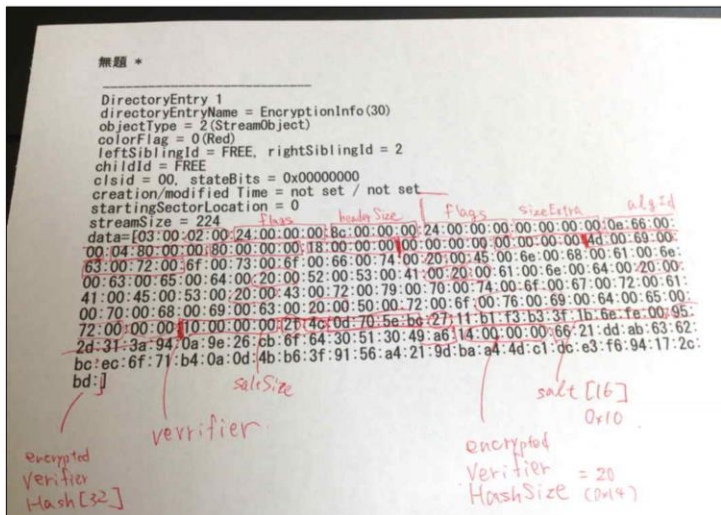 無題 *
DirectoryEntry 1
directoryEntryName = EncryptionInfo(30)
objectType = 2(StreamObject)
colorFlag = 0(Red)
leftSiblingId = FREE, rightSiblingId = 2
childId = FREE
clsid = 00, stateBits = 0x00000000
creation/modified Time = not set / not set
startingSectorLocation = 0
streamSize = 224
flags headerSize flags sizeExtra algId
data=[03:00:02:00:24:00:00:00:8c:00:00:00:24:00:00:00:00:00:00:00:0e:66:00:
00:04:80:00:00:80:00:00:00:18:00:00:00:00:00:00:00:00:00:00:00:4d:00:69:00:
63:00:72:00:6f:00:73:00:6f:00:66:00:74:00:20:00:45:00:6e:00:68:00:61:00:6e:
00:63:00:65:00:64:00:20:00:52:00:53:00:41:00:20:00:61:00:6e:00:64:00:20:00:
41:00:45:00:53:00:20:00:43:00:72:00:79:00:70:00:74:00:6f:00:67:00:72:00:61:
00:70:00:68:00:69:00:63:00:20:00:50:00:72:00:6f:00:76:00:69:00:64:00:65:00:
72:00:00:00:10:00:00:00:2f:4c:0d:70:5e:bc:27:11:b1:f3:b3:3f:1b:6e:fe:00:95:
2d:31:3a:94:0a:9e:26:cb:6f:64:30:51:30:49:a6:14:00:00:00:66:21:dd:ab:63:62:
bc:ec:6f:71:b4:0a:0d:4b:b6:3f:91:56:a4:21:9d:ba:a4:4d:c1:dc:e3:f6:94:17:2c:
bd:]
saltSize
salt [16]
0x10
verrifier
encrypted
Verifier
Hash [32]
encrypted
Verifier = 20
HashSize (0x14)